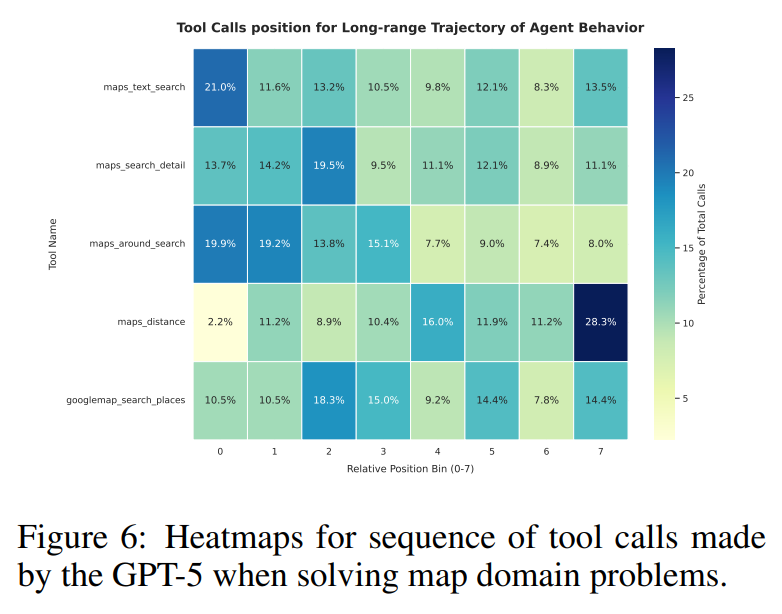 Tool Calls position for Long-range Trajectory of Agent Behavior
Tool Name
maps_text_search 21.0% 11.6% 13.2% 10.5% 9.8% 12.1% 8.3% 13.5%
maps_search_detail 13.7% 14.2% 19.5% 9.5% 11.1% 12.1% 8.9% 11.1%
maps_around_search 19.9% 19.2% 13.8% 15.1% 7.7% 9.0% 7.4% 8.0%
maps_distance 2.2% 11.2% 8.9% 10.4% 16.0% 11.9% 11.2% 28.3%
googlemap_search_places 10.5% 10.5% 18.3% 15.0% 9.2% 14.4% 7.8% 14.4%
0 1 2 3 4 5 6 7
Relative Position Bin (0-7)
25
20
15
10
5
Percentage of Total Calls
Figure 6: Heatmaps for sequence of tool calls made
by the GPT-5 when solving map domain problems.